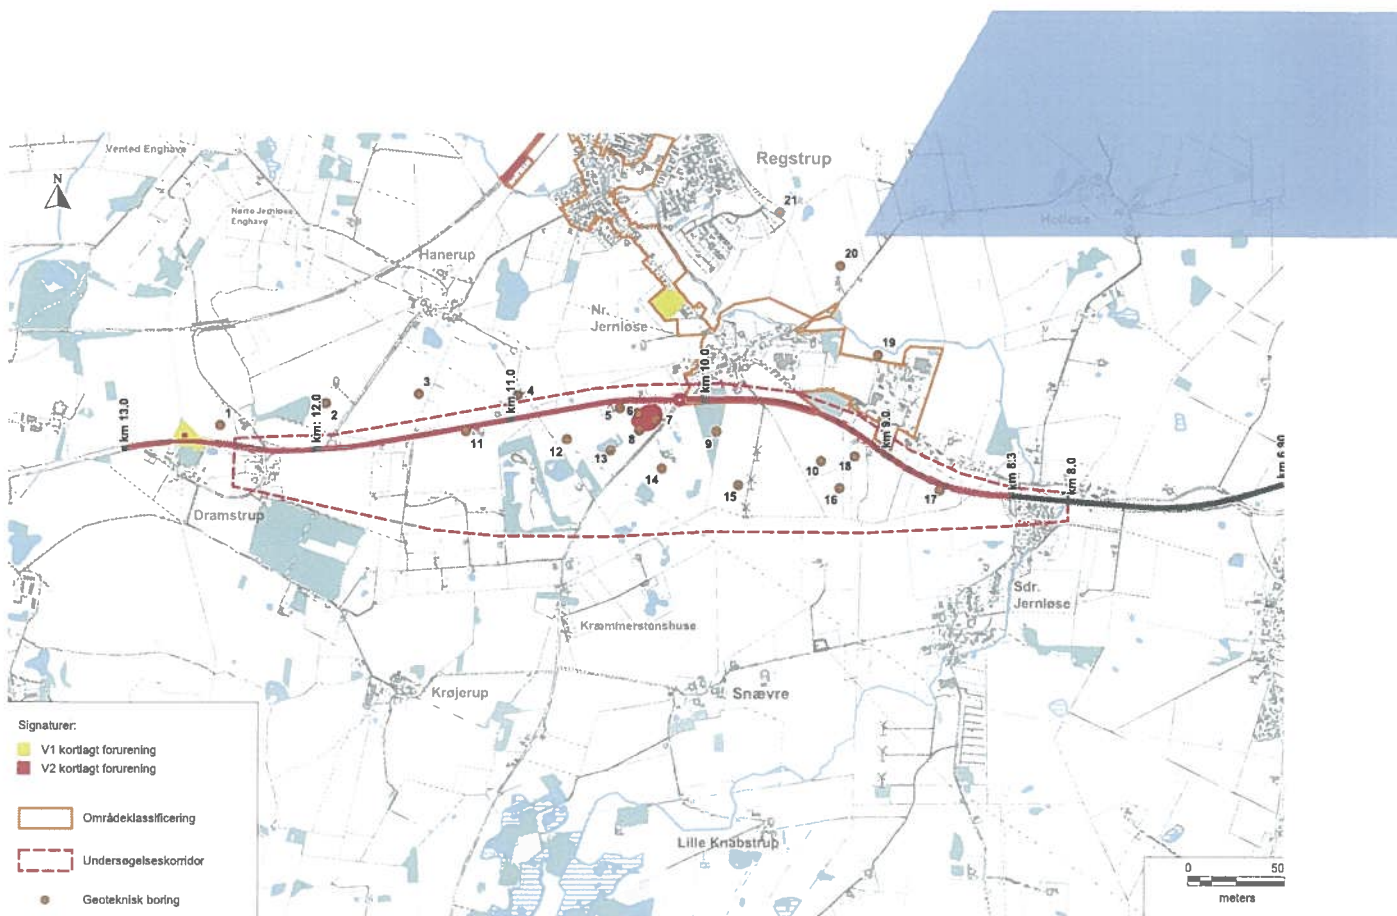 Vented Enghave
Regstrup
N
21
Nørre Jernløse
Enghave
Hanerup
20
Nr.
Jernløse
19
km 13.0
1
km: 12.0
2
3
km 11.0
4
km 10.0
5
6
7
8
9
10
11
12
13
14
15
16
17
18
km 9.0
km 8.3
km 8.0
km 6.90
Dramstrup
Sdr.
Jernløse
Krøjerup
Snævre
Lille Knabstrup
Signaturer:
V1 kortlagt forurening
V2 kortlagt forurening
Områdeklassificering
Undersøgelseskorridor
Geoteknisk boring
0 50
meters